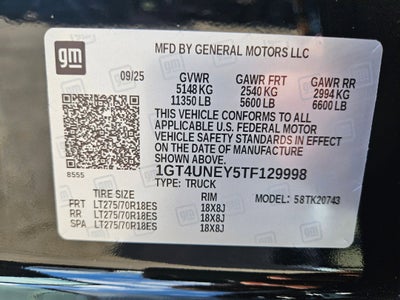 gm
MFD BY GENERAL MOTORS LLC
09/25 GVWR GAWR FRT GAWR RR
5148 KG 2540 KG 2994 KG
11350 LB 5600 LB 6600 LB
THIS VEHICLE CONFORMS TO ALL
APPLICABLE U.S. FEDERAL MOTOR
VEHICLE SAFETY STANDARDS IN EFFECT
ON THE DATE OF MANUFACTURE
SHOWN ABOVE.
8555 1GT4UNEY5TF129998
TYPE: TRUCK
TIRE SIZE RIM MODEL: 58TK20743
FRT LT275/70R18ES 18X8J
RR LT275/70R18ES 18X8J
SPA LT275/70R18ES 18X8J